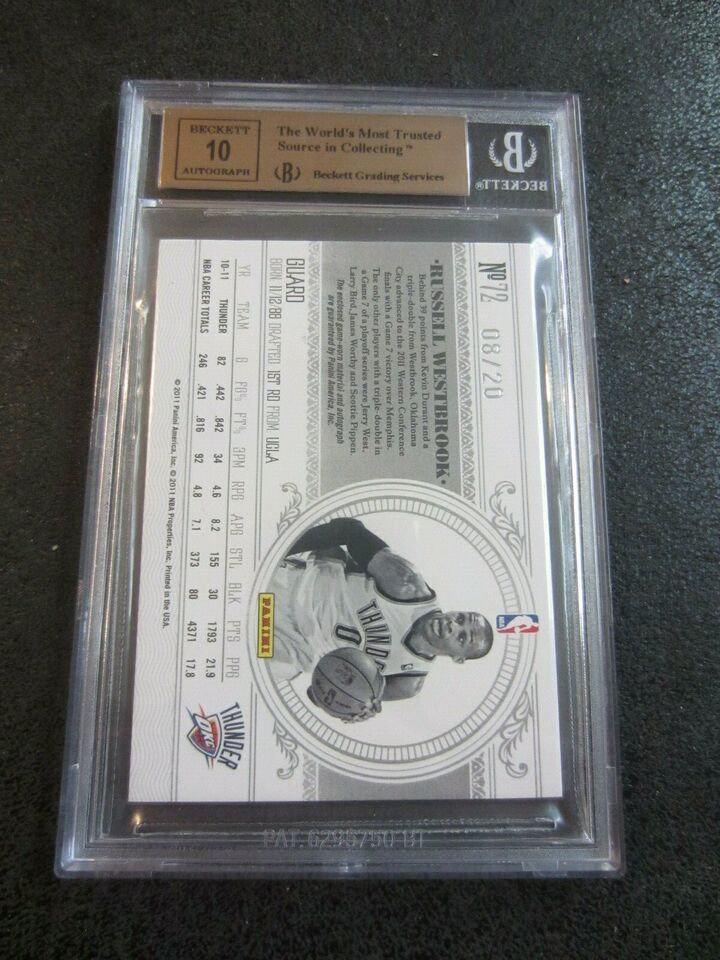 BECKETT
10
AUTOGRAPH
The World's Most Trusted
Source in Collecting™
(B) Beckett Grading Services
B
BECKETT®
Nº72 08/20
•RUSSELL WESTBROOK•
Behind 39 points from Kevin Durant and a
triple-double from Westbrook, Oklahoma
City advanced to the 2011 Western Conference
finals with a Game 7 victory over Memphis.
The only other players with a triple-double in
a Game 7 of a playoff series were Jerry West,
Larry Bird, James Worthy and Scottie Pippen.
The enclosed game-worn material and autograph
are guaranteed by Panini America, Inc.
THUNDER
0
PANINI
GUARD
BORN 11/12/88 DRAFTED 1ST RD FROM UCLA
YR TEAM G FG% FT% 3PM RPG APG STL BLK PTS PPG
10-11 THUNDER 82 .442 .842 34 4.6 8.2 155 30 1793 21.9
NBA CAREER TOTALS 246 .421 .816 92 4.8 7.1 373 80 4371 17.8
THUNDER
OKC
© 2011 Panini America, Inc. © 2011 NBA Properties, Inc. Printed in the USA.
PAT. 6295750 B1